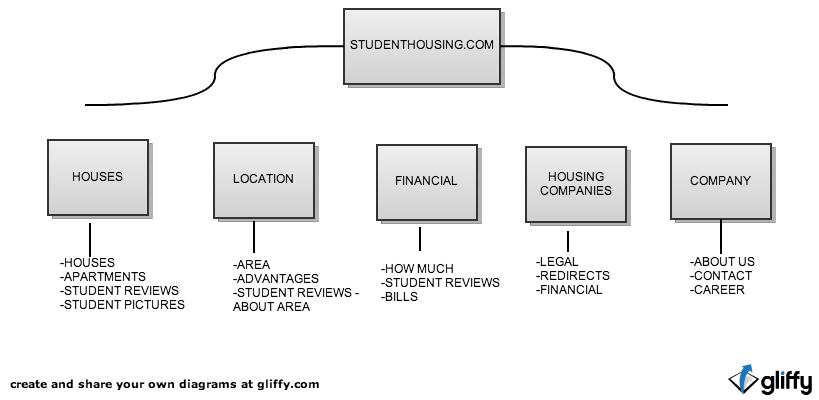 STUDENTHOUSING.COM
HOUSES
LOCATION
FINANCIAL
HOUSING
COMPANIES
COMPANY
-HOUSES
-APARTMENTS
-STUDENT REVIEWS
-STUDENT PICTURES
-AREA
-ADVANTAGES
-STUDENT REVIEWS -
ABOUT AREA
-HOW MUCH
-STUDENT REVIEWS
-BILLS
-LEGAL
-REDIRECTS
-FINANCIAL
-ABOUT US
-CONTACT
-CAREER
create and share your own diagrams at gliffy.com
gliffy